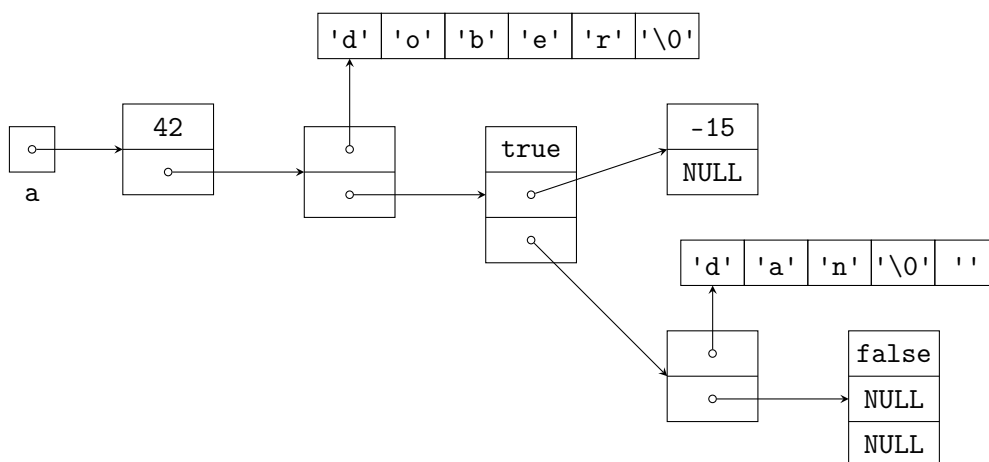 'd' 'o' 'b' 'e' 'r' '\0'
42
-15
true
a
NULL
'd' 'a' 'n' '\0' ''
false
NULL
NULL